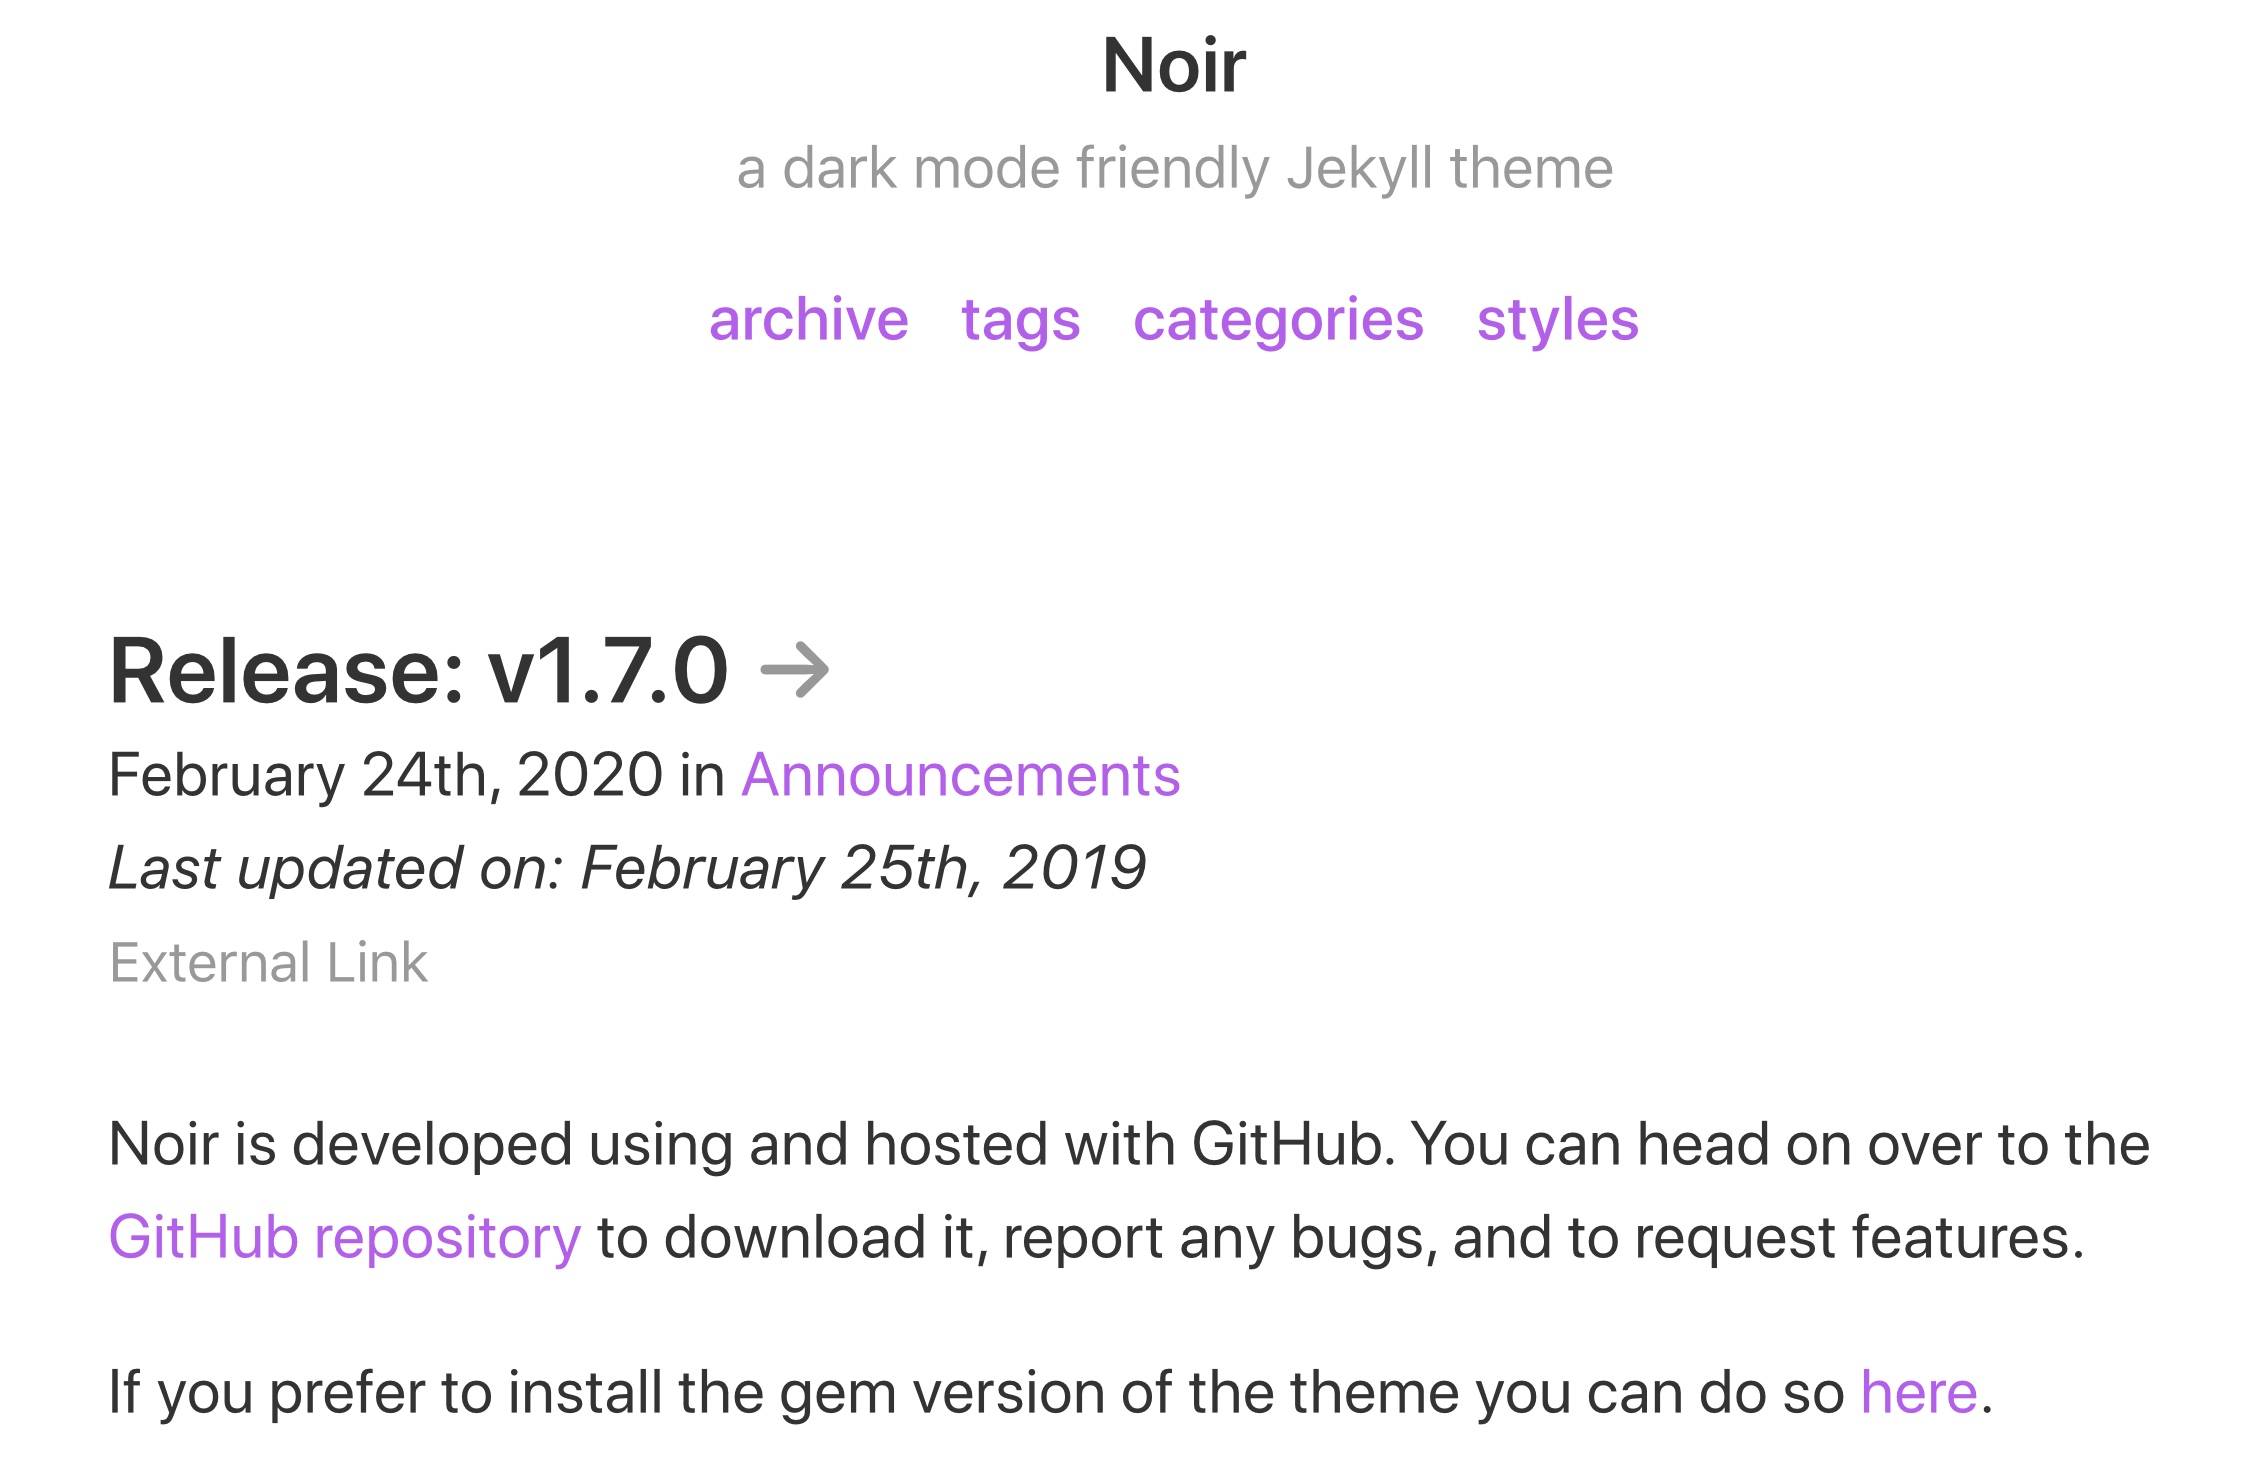 Noir
a dark mode friendly Jekyll theme
archive tags categories styles
Release: v1.7.0 →
February 24th, 2020 in Announcements
Last updated on: February 25th, 2019
External Link
Noir is developed using and hosted with GitHub. You can head on over to the
GitHub repository to download it, report any bugs, and to request features.
If you prefer to install the gem version of the theme you can do so here.